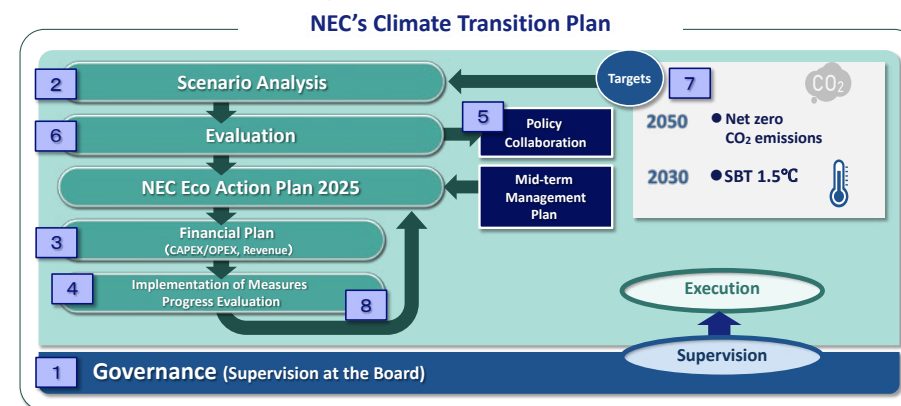 NEC's Climate Transition Plan
2
Scenario Analysis
Targets
7
CO₂
6
Evaluation
5
Policy
Collaboration
2050
●Net zero
CO₂ emissions
NEC Eco Action Plan 2025
Mid-term
Management
Plan
2030
●SBT 1.5℃
3
Financial Plan
(CAPEX/OPEX, Revenue)
4
Implementation of Measures
Progress Evaluation
8
Execution
Supervision
1
Governance (Supervision at the Board)